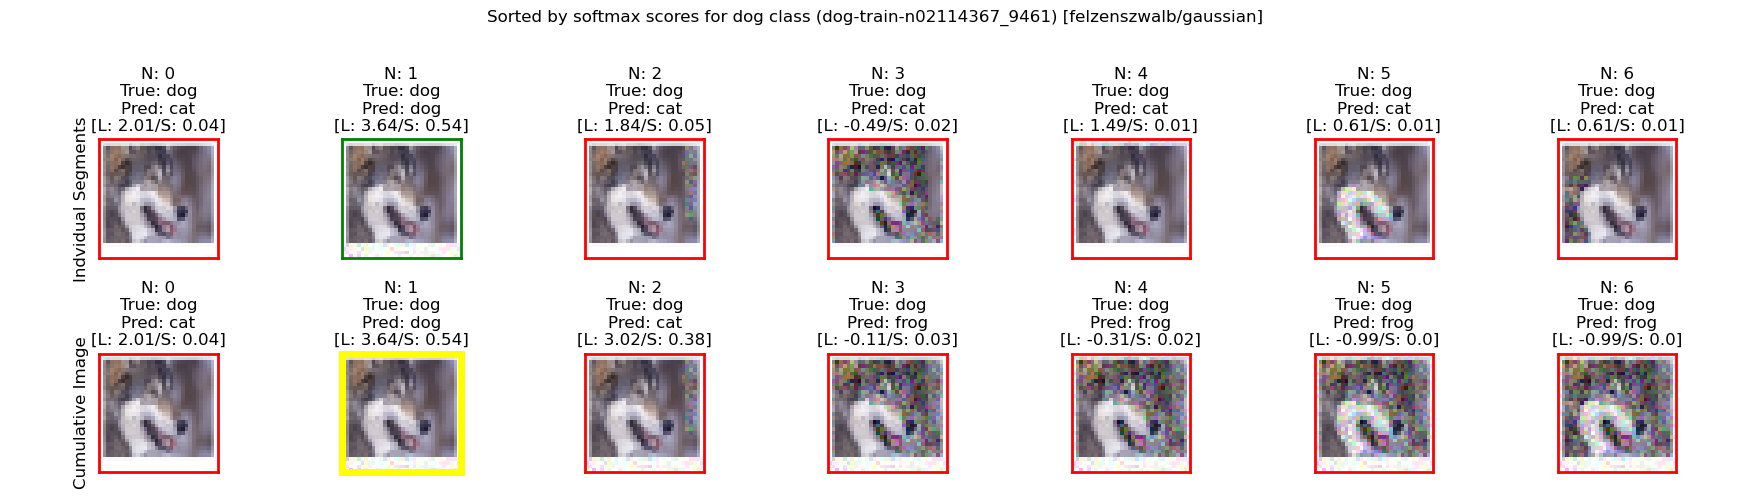 Sorted by softmax scores for dog class (dog-train-n02114367_9461) [felzenszwalb/gaussian]
Indvidual Segments
N: 0
True: dog
Pred: cat
[L: 2.01/S: 0.04]
N: 1
True: dog
Pred: dog
[L: 3.64/S: 0.54]
N: 2
True: dog
Pred: cat
[L: 1.84/S: 0.05]
N: 3
True: dog
Pred: cat
[L: -0.49/S: 0.02]
N: 4
True: dog
Pred: cat
[L: 1.49/S: 0.01]
N: 5
True: dog
Pred: cat
[L: 0.61/S: 0.01]
N: 6
True: dog
Pred: cat
[L: 0.61/S: 0.01]
Cumulative Image
N: 0
True: dog
Pred: cat
[L: 2.01/S: 0.04]
N: 1
True: dog
Pred: dog
[L: 3.64/S: 0.54]
N: 2
True: dog
Pred: cat
[L: 3.02/S: 0.38]
N: 3
True: dog
Pred: frog
[L: -0.11/S: 0.03]
N: 4
True: dog
Pred: frog
[L: -0.31/S: 0.02]
N: 5
True: dog
Pred: frog
[L: -0.99/S: 0.0]
N: 6
True: dog
Pred: frog
[L: -0.99/S: 0.0]